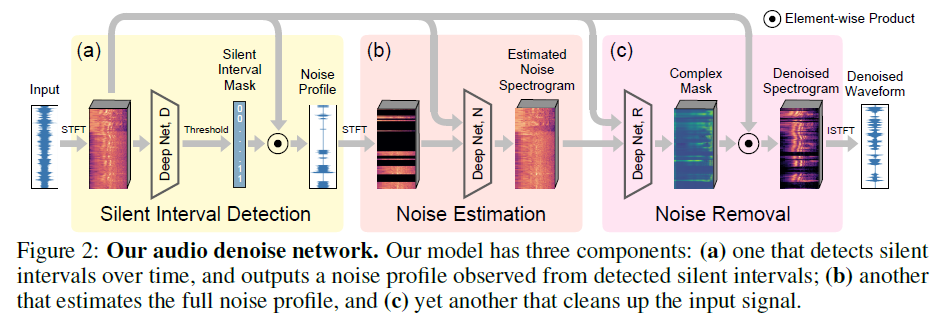 Element-wise Product
(a)
(b)
(c)
Input
STFT
Deep Net, D
Threshold
Silent
Interval
Mask
00
11
Noise
Profile
STFT
Deep Net, N
Estimated
Noise
Spectrogram
Deep Net, R
Complex
Mask
Denoised
Spectrogram
ISTFT
Denoised
Waveform
Silent Interval Detection
Noise Estimation
Noise Removal
Figure 2: Our audio denoise network. Our model has three components: (a) one that detects silent
intervals over time, and outputs a noise profile observed from detected silent intervals; (b) another
that estimates the full noise profile, and (c) yet another that cleans up the input signal.